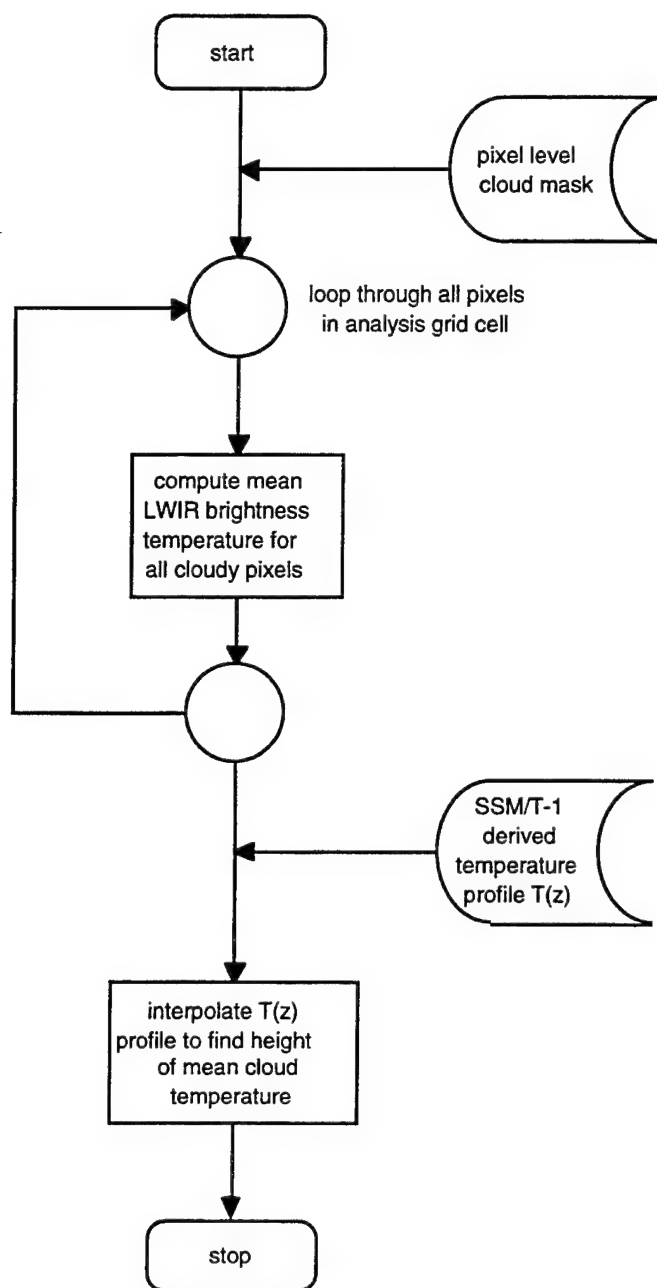 start
pixel level
cloud mask
loop through all pixels
in analysis grid cell
compute mean
LWIR brightness
temperature for
all cloudy pixels
SSM/T-1
derived
temperature
profile T(z)
interpolate T(z)
profile to find height
of mean cloud
temperature
stop